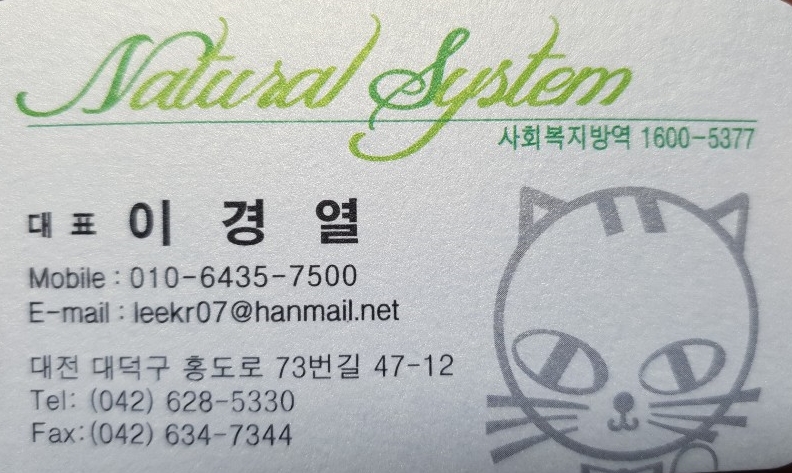 Natural System
사회복지방역 1600-5377
대 표 이 경 열
Mobile : 010-6435-7500
E-mail : leekr07@hanmail.net
대전 대덕구 홍도로 73번길 47-12
Tel: (042) 628-5330
Fax:(042) 634-7344